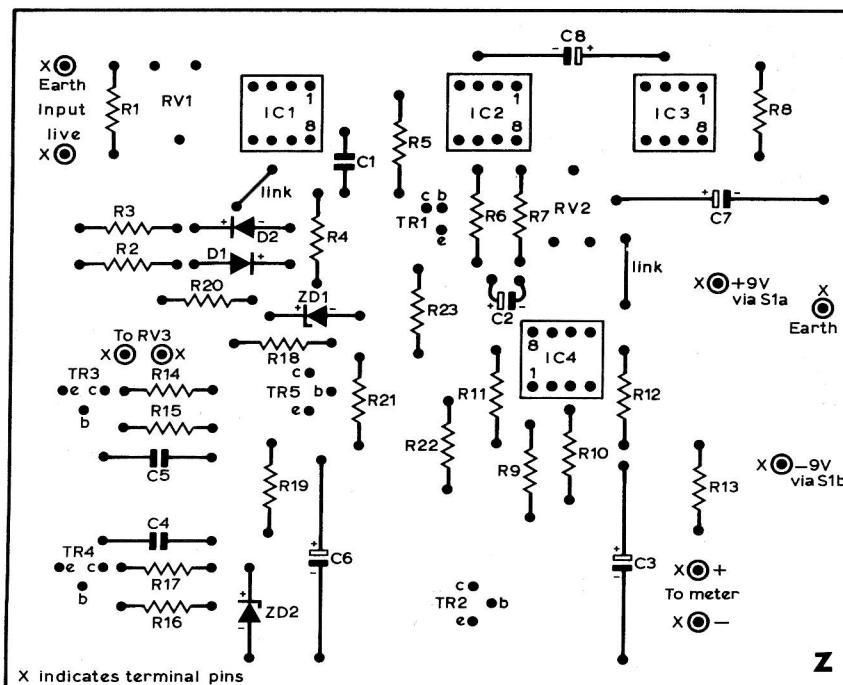 C8
- +
X
Earth
Input
live
X
R1
RV1
1
IC1
8
C1
R5
1
IC2
8
1
IC3
8
R8
link
R3
R2
+ -
D2
D1
+
R4
c b
TR1
e
R6
R7
RV2
+ -
C7
link
R20
ZD1
+ -
R23
+ -
C2
X
+9V
via S1a
X
Earth
To RV3
X X
R18
8
IC4
1
TR3
e c
b
R14
R15
c
TR5 b
e
R21
R11
R12
R22
R9
R10
C5
R19
R13
X
-9V
via S1b
C4
TR4
e c
b
R17
R16
+
C6
-
+
ZD2
-
c
TR2 b
e
+
C3
-
X +
To meter
X -
X indicates terminal pins
Z